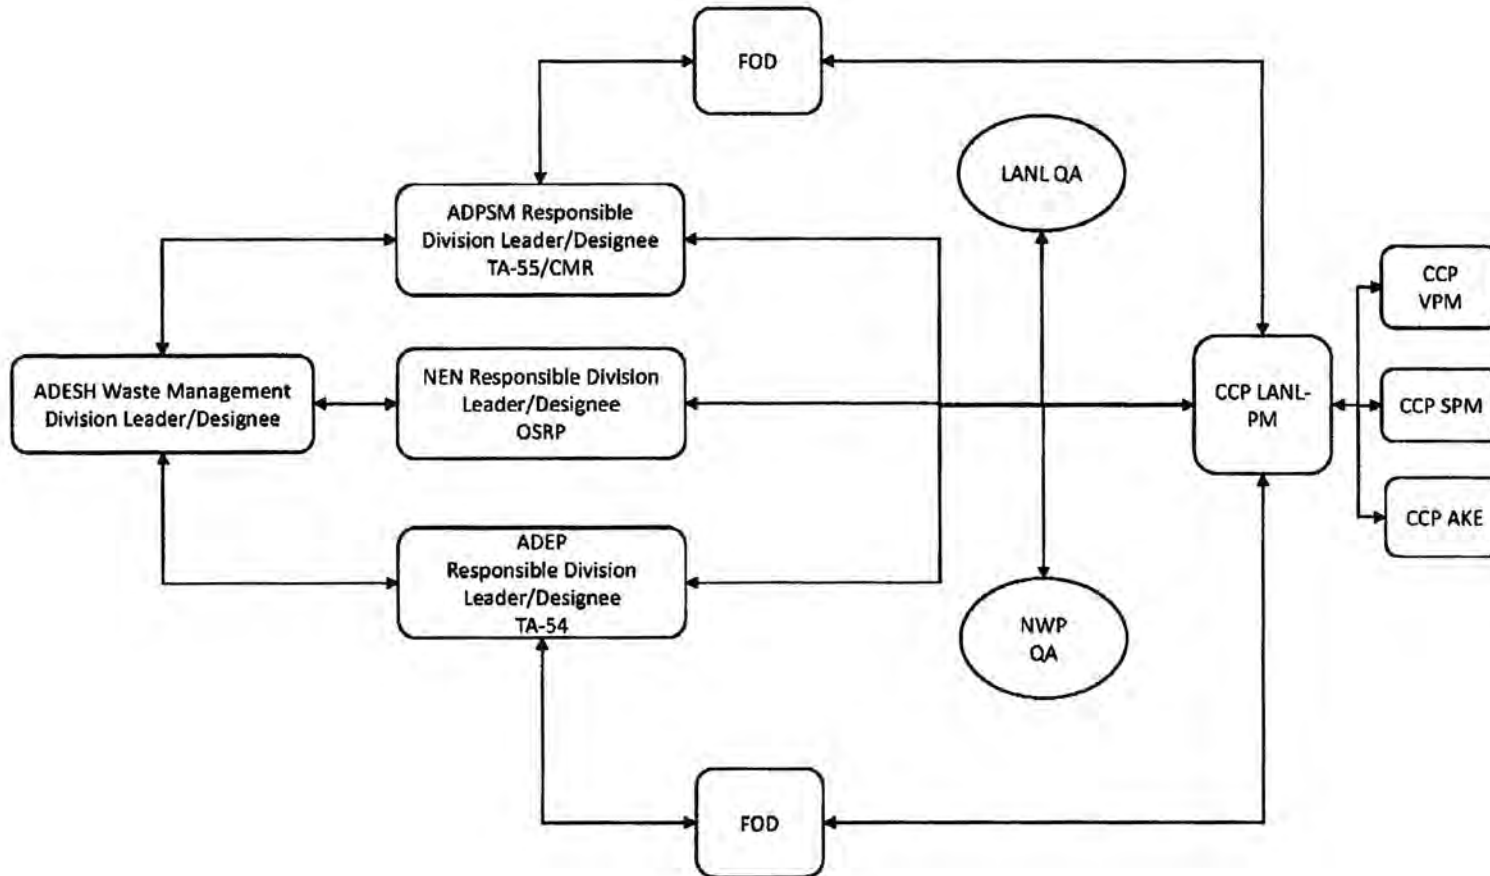 FOD
LANL QA
ADPSM Responsible
Division Leader/Designee
TA-55/CMR
CCP
VPM
ADESH Waste Management
Division Leader/Designee
NEN Responsible Division
Leader/Designee
OSRP
CCP LANL-
PM
CCP SPM
CCP AKE
ADEP
Responsible Division
Leader/Designee
TA-54
NWP
QA
FOD